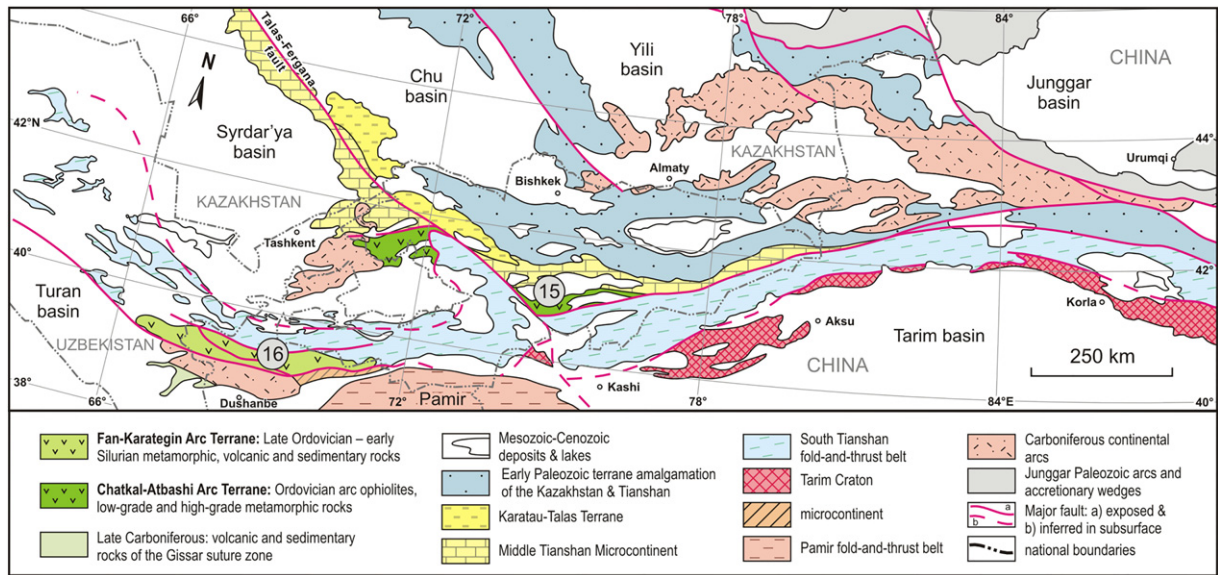 66°
72°
78°
84°
Talas-Fergana
fault
N
Chu
basin
Yili
basin
CHINA
Junggar
basin
42°N
Syrdar'ya
basin
44°
Urumqi
Almaty
KAZAKHSTAN
Bishkek
KAZAKHSTAN
Tashkent
40°
42°
15
Turan
basin
Korla
Aksu
Tarim basin
UZBEKISTAN
16
CHINA
250 km
38°
Kashi
66°
Dushanbe
72°
Pamir
78°
84°E
40°
Fan-Karategin Arc Terrane: Late Ordovician – early
Silurian metamorphic, volcanic and sedimentary rocks
Chatkal-Atbashi Arc Terrane: Ordovician arc ophiolites,
low-grade and high-grade metamorphic rocks
Late Carboniferous: volcanic and sedimentary
rocks of the Gissar suture zone
Mesozoic-Cenozoic
deposits & lakes
Early Paleozoic terrane amalgamation
of the Kazakhstan & Tianshan
Karatau-Talas Terrane
Middle Tianshan Microcontinent
South Tianshan
fold-and-thrust belt
Tarim Craton
microcontinent
Pamir fold-and-thrust belt
Carboniferous continental
arcs
Junggar Paleozoic arcs and
accretionary wedges
a
b
Major fault: a) exposed &
b) inferred in subsurface
national boundaries